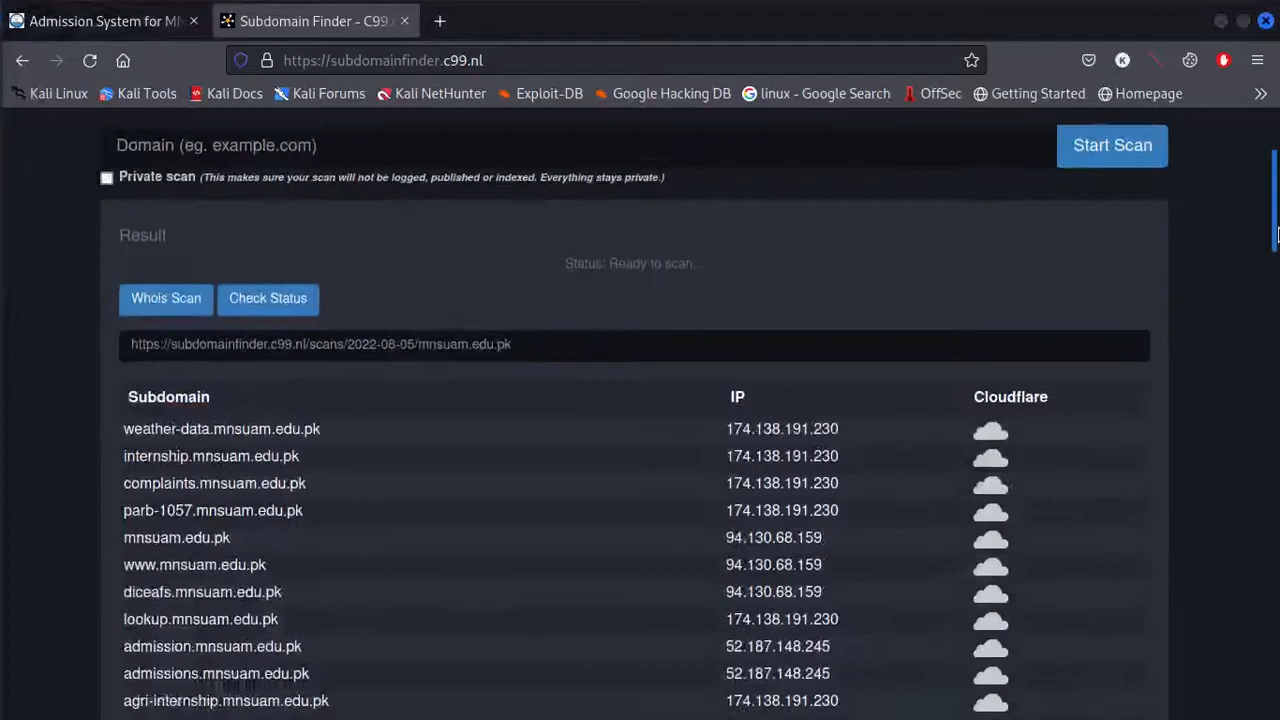 Admission System for MN
Subdomain Finder - C99.
https://subdomainfinder.c99.nl
Kali Linux Kali Tools Kali Docs Kali Forums Kali NetHunter Exploit-DB Google Hacking DB linux - Google Search OffSec Getting Started Homepage
Domain (eg. example.com) Start Scan
Private scan (This makes sure your scan will not be logged, published or indexed. Everything stays private.)
Result
Status: Ready to scan...
Whois Scan Check Status
https://subdomainfinder.c99.nl/scans/2022-08-05/mnsuam.edu.pk
Subdomain IP Cloudflare
weather-data.mnsuam.edu.pk 174.138.191.230
internship.mnsuam.edu.pk 174.138.191.230
complaints.mnsuam.edu.pk 174.138.191.230
parb-1057.mnsuam.edu.pk 174.138.191.230
mnsuam.edu.pk 94.130.68.159
www.mnsuam.edu.pk 94.130.68.159
diceafs.mnsuam.edu.pk 94.130.68.159
lookup.mnsuam.edu.pk 174.138.191.230
admission.mnsuam.edu.pk 52.187.148.245
admissions.mnsuam.edu.pk 52.187.148.245
agri-internship.mnsuam.edu.pk 174.138.191.230